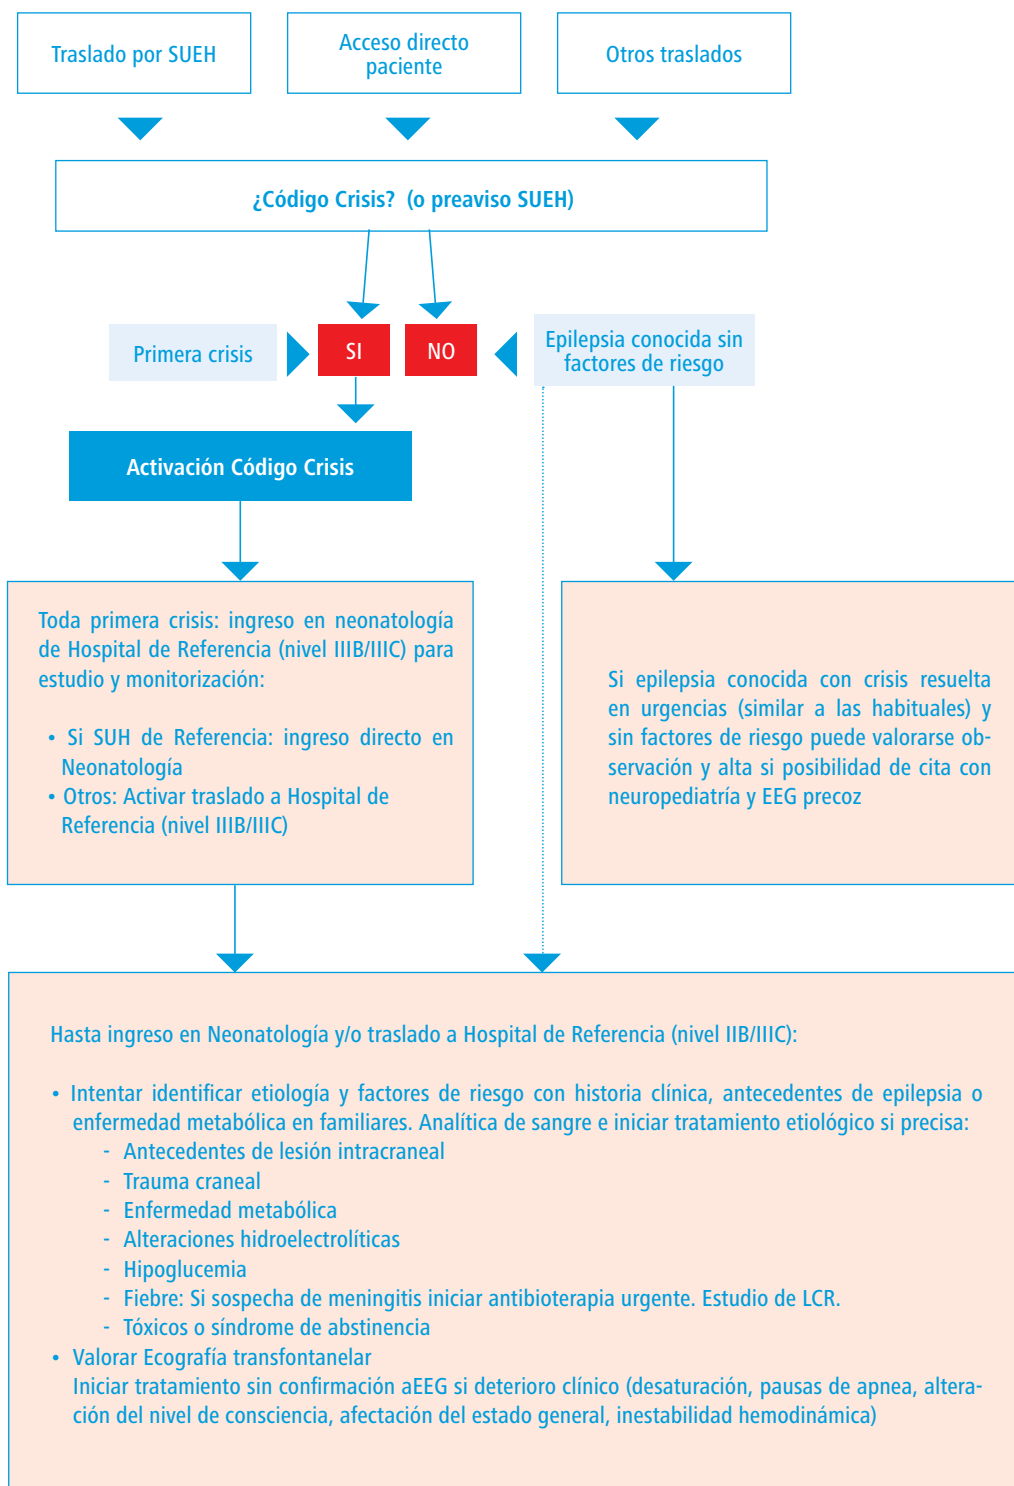 Traslado por SUEH
Acceso directo
paciente
Otros traslados
¿Código Crisis? (o preaviso SUEH)
Primera crisis
SI
NO
Epilepsia conocida sin
factores de riesgo
Activación Código Crisis
Toda primera crisis: ingreso en neonatología
de Hospital de Referencia (nivel IIIB/IIIC) para
estudio y monitorización:
• Si SUH de Referencia: ingreso directo en
Neonatología
• Otros: Activar traslado a Hospital de
Referencia (nivel IIIB/IIIC)
Si epilepsia conocida con crisis resuelta
en urgencias (similar a las habituales) y
sin factores de riesgo puede valorarse ob-
servación y alta si posibilidad de cita con
neuropediatría y EEG precoz
Hasta ingreso en Neonatología y/o traslado a Hospital de Referencia (nivel IIB/IIIC):
• Intentar identificar etiología y factores de riesgo con historia clínica, antecedentes de epilepsia o
enfermedad metabólica en familiares. Analítica de sangre e iniciar tratamiento etiológico si precisa:
- Antecedentes de lesión intracraneal
- Trauma craneal
- Enfermedad metabólica
- Alteraciones hidroelectrolíticas
- Hipoglucemia
- Fiebre: Si sospecha de meningitis iniciar antibioterapia urgente. Estudio de LCR.
- Tóxicos o síndrome de abstinencia
• Valorar Ecografía transfontanelar
Iniciar tratamiento sin confirmación aEEG si deterioro clínico (desaturación, pausas de apnea, altera-
ción del nivel de consciencia, afectación del estado general, inestabilidad hemodinámica)